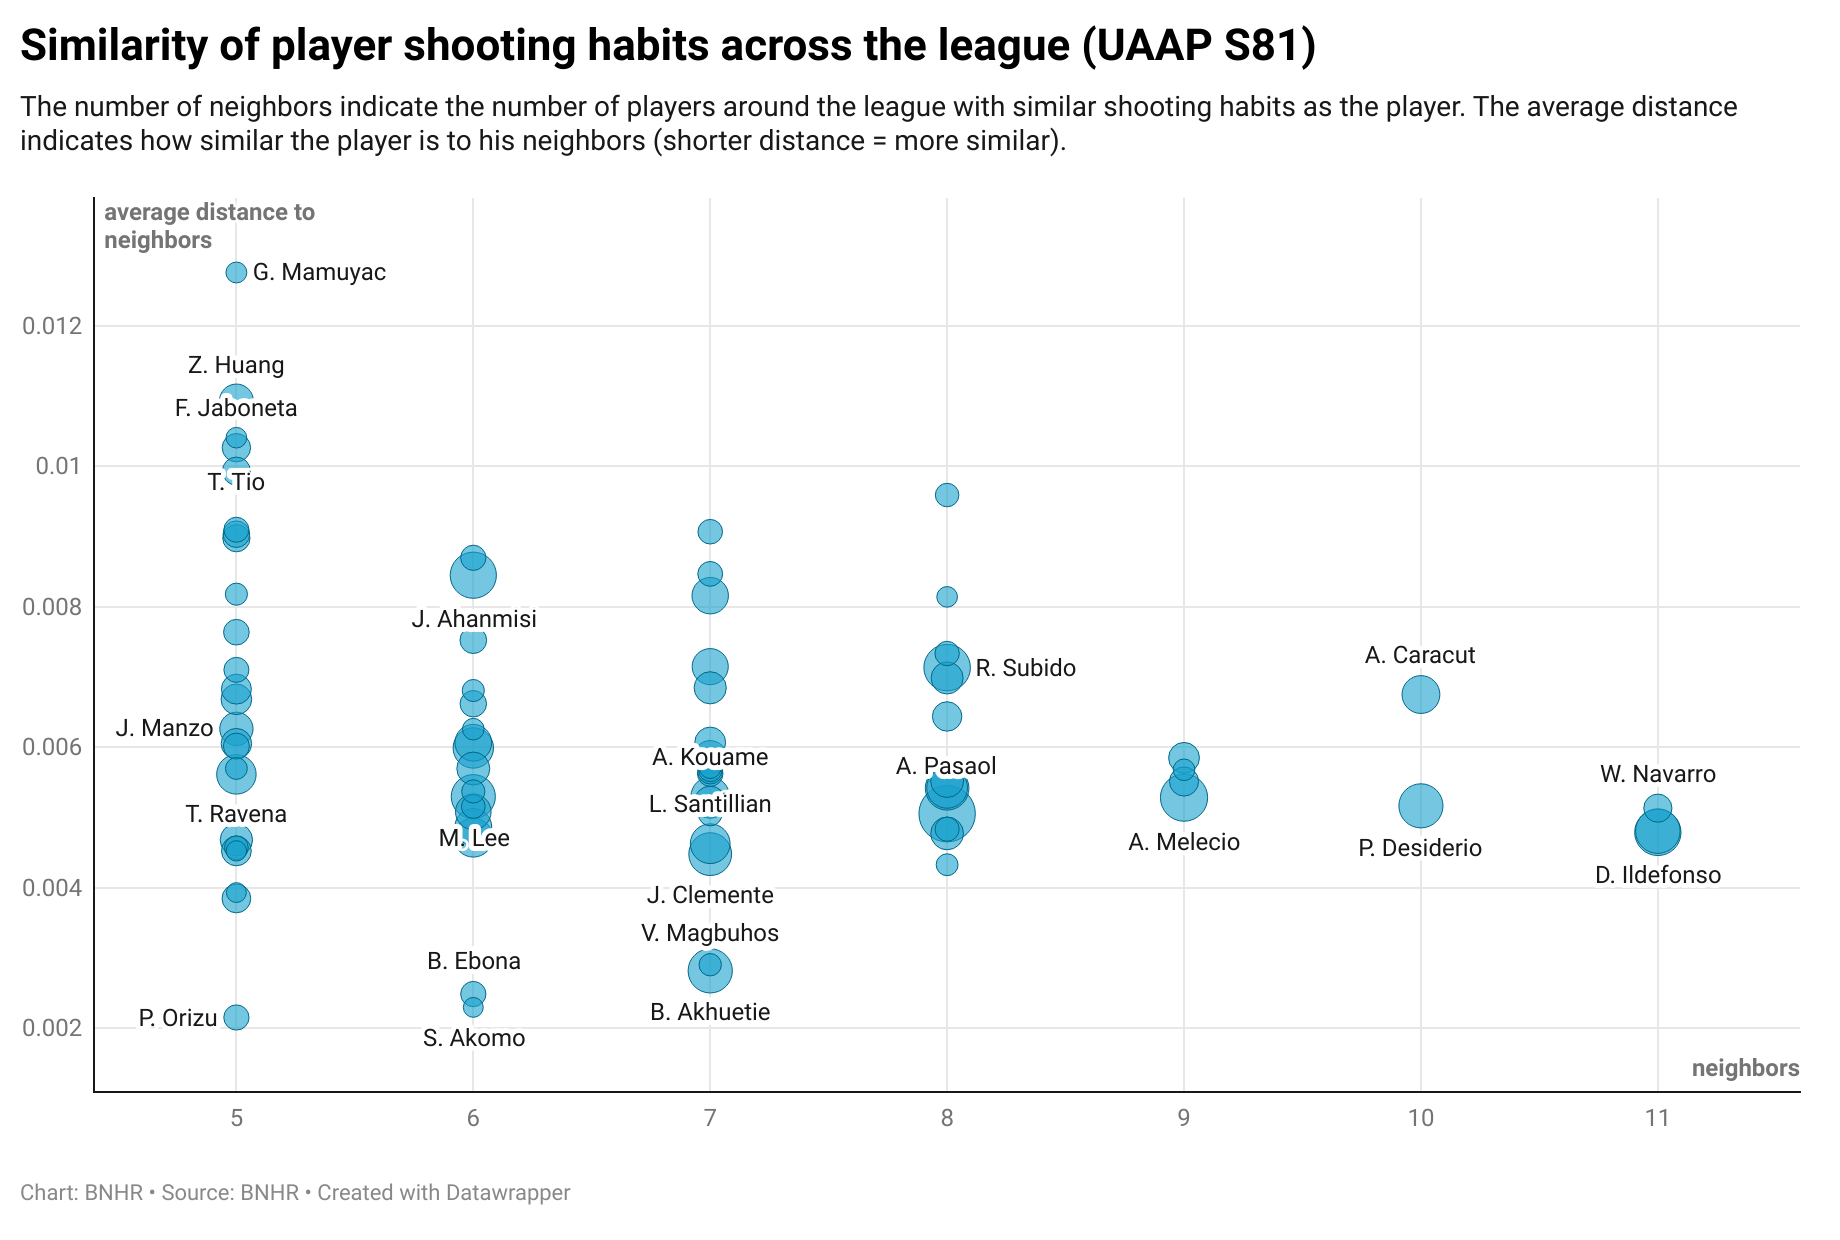 Similarity of player shooting habits across the league (UAAP S81)
The number of neighbors indicate the number of players around the league with similar shooting habits as the player. The average distance
indicates how similar the player is to his neighbors (shorter distance = more similar).
average distance to
neighbors
G. Mamuyac
0.012
Z. Huang
F. Jaboneta
0.01
T. Tio
0.008
J. Ahanmisi
R. Subido
A. Caracut
J. Manzo
0.006
A. Kouame
A. Pasaol
W. Navarro
L. Santillian
T. Ravena
M. Lee
A. Melecio
P. Desiderio
D. Ildefonso
0.004
J. Clemente
V. Magbuhos
B. Ebona
B. Akhuetie
P. Orizu
0.002
S. Akomo
neighbors
5 6 7 8 9 10 11
Chart: BNHR • Source: BNHR • Created with Datawrapper